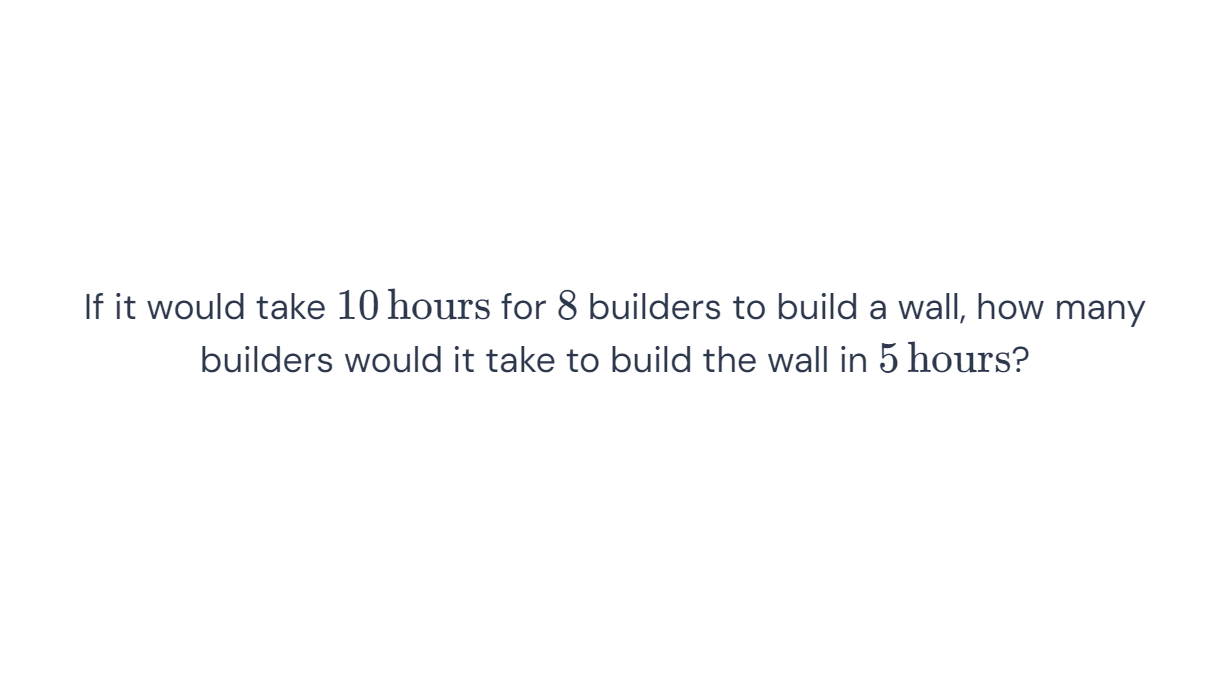 If it would take 10 hours for 8 builders to build a wall, how many
builders would it take to build the wall in 5 hours?